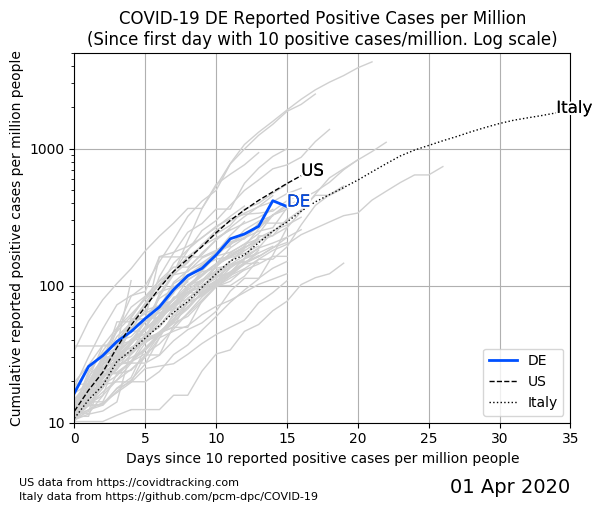 COVID-19 DE Reported Positive Cases per Million
(Since first day with 10 positive cases/million. Log scale)
Cumulative reported positive cases per million people
1000
100
10
Italy
US
DE
DE
US
Italy
0 5 10 15 20 25 30 35
Days since 10 reported positive cases per million people
US data from https://covidtracking.com
Italy data from https://github.com/pcm-dpc/COVID-19
01 Apr 2020